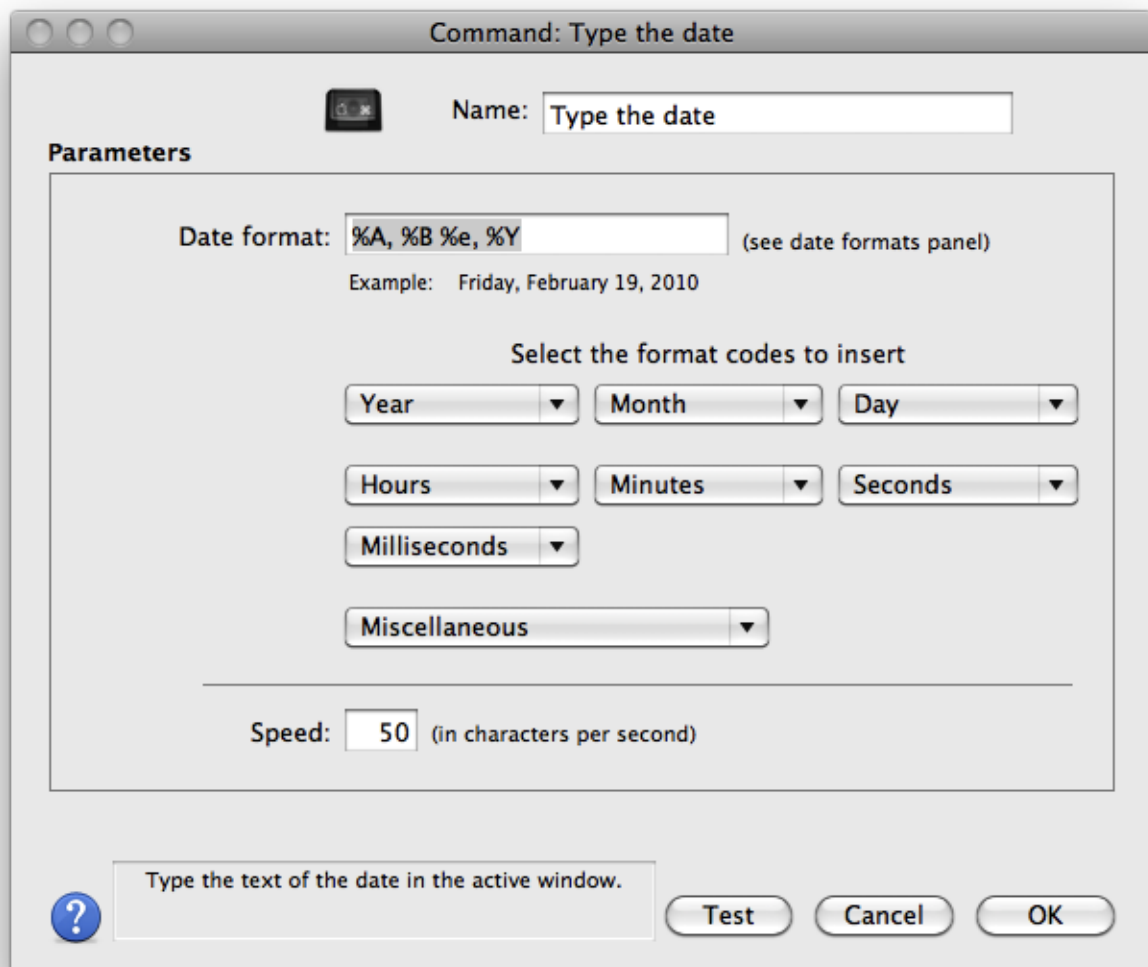 Command: Type the date
Name: Type the date
Parameters
Date format: %A, %B %e, %Y (see date formats panel)
Example: Friday, February 19, 2010
Select the format codes to insert
Year Month Day
Hours Minutes Seconds
Milliseconds
Miscellaneous
Speed: 50 (in characters per second)
Type the text of the date in the active window.
? Test Cancel OK